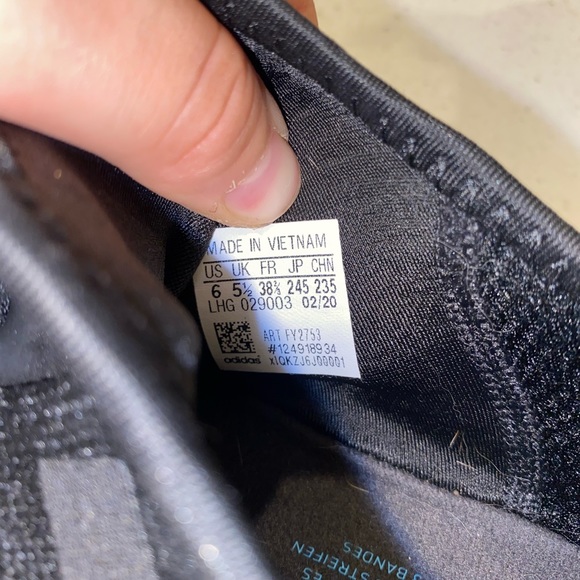 MADE IN VIETNAM
US UK FR JP CHN
6 5½ 38⅔ 245 235
LHG 029003 02/20
ART FY2753
#124918934
adidas xIQKZJ6J00001
BANDES
STREIFEN